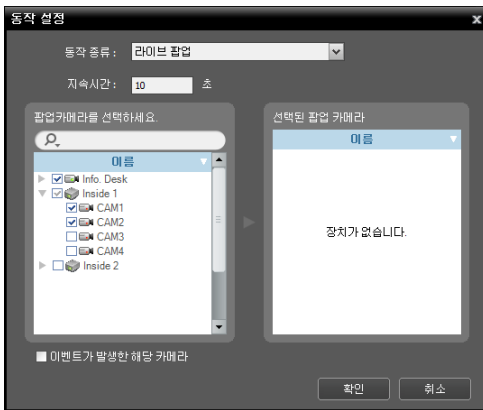 동작 설정
x
동작 종류 : 라이브 팝업
지속시간 : 10 초
팝업카메라를 선택하세요.
이름
Info. Desk
Inside 1
CAM1
CAM2
CAM3
CAM4
Inside 2
선택된 팝업 카메라
이름
장치가 없습니다.
이벤트가 발생한 해당 카메라
확인
취소